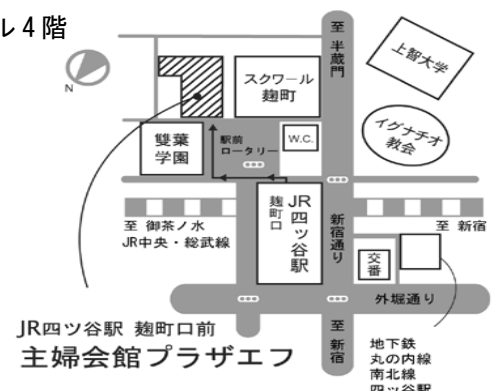 ル4階
至 半蔵門
上智大学
N
スクワール
麹町
イグナチオ
教会
雙葉
学園
駅前
ロータリー
W.C.
麹町口
JR四ツ谷駅
新宿通り
至 御茶ノ水
JR中央・総武線
至 新宿
交番
外堀通り
至 新宿
JR四ツ谷駅 麹町口前
主婦会館プラザエフ
地下鉄
丸の内線
南北線
四ツ谷駅